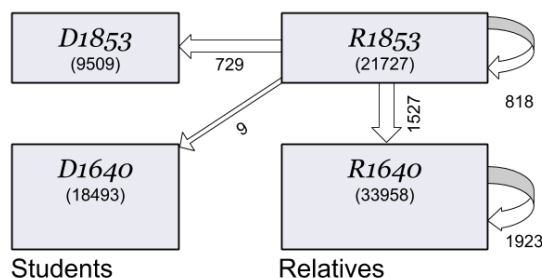 D1853
(9509)
R1853
(21727)
729
818
9
1527
D1640
(18493)
R1640
(33958)
1923
Students
Relatives